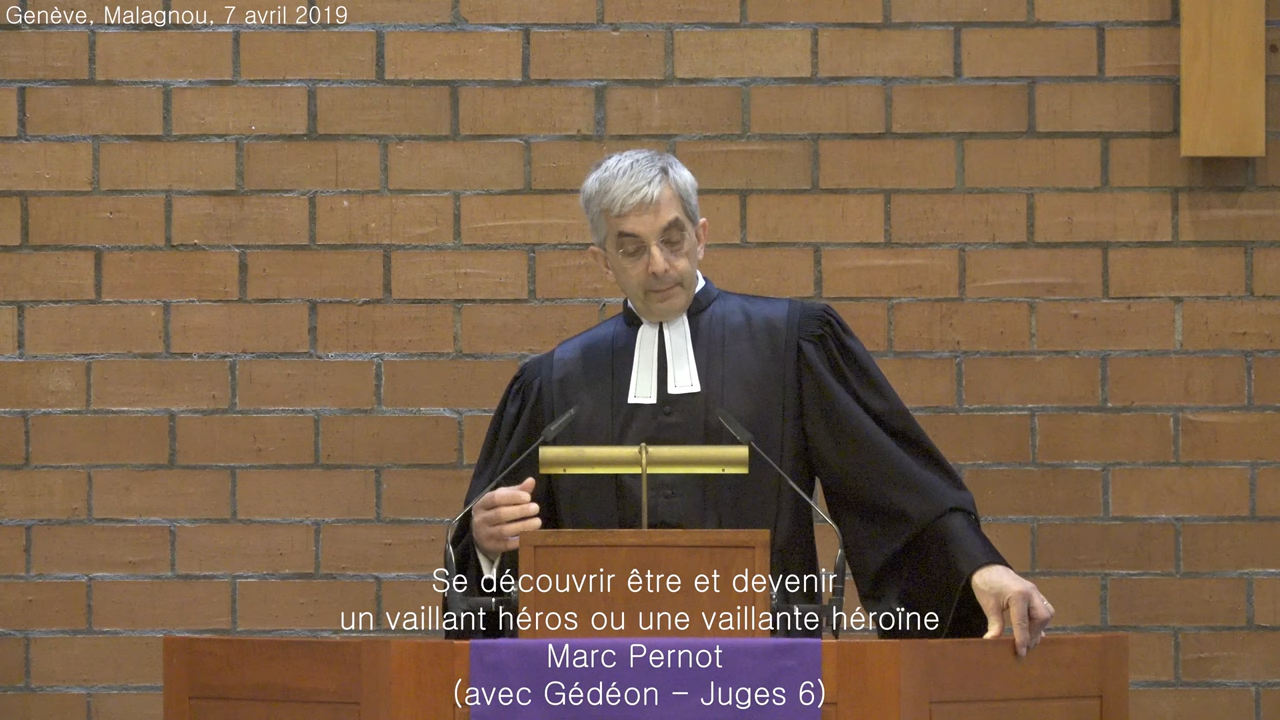 Genève, Malagnou, 7 avril 2019
Se découvrir être et devenir
un vaillant héros ou une vaillante héroïne
Marc Pernot
(avec Gédéon – Juges 6)